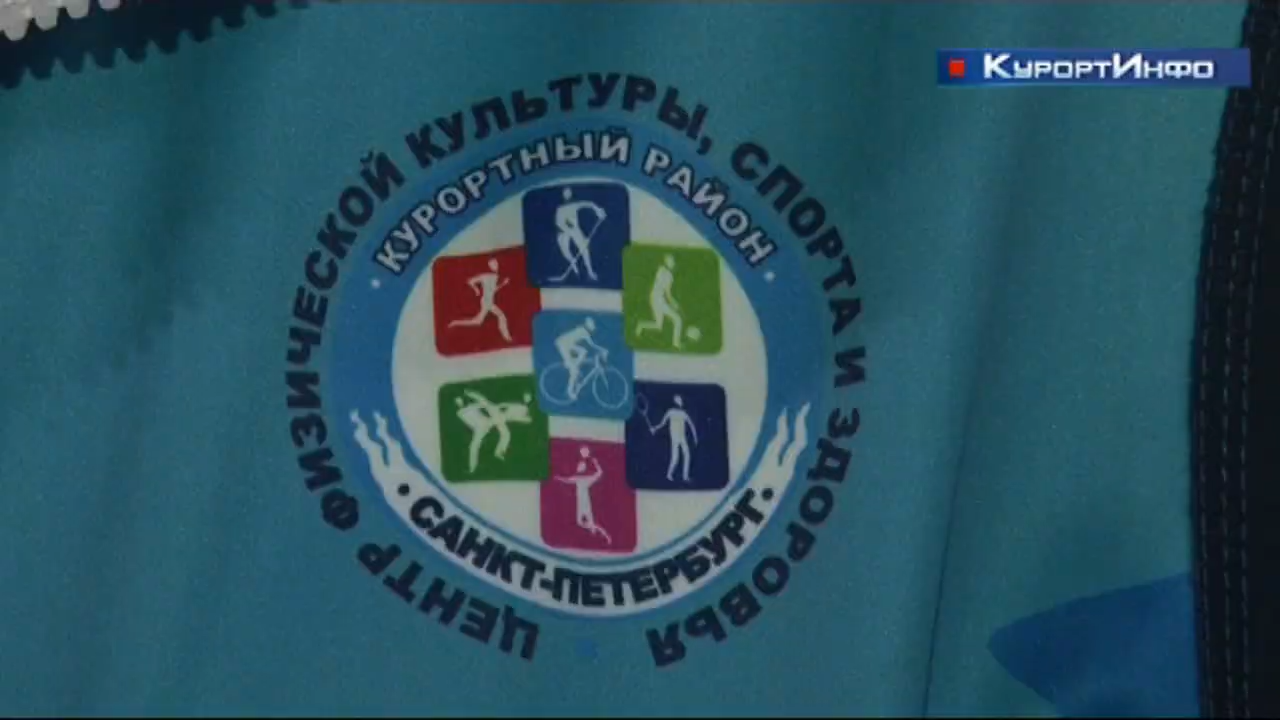 КурортИнфо
ЦЕНТР ФИЗИЧЕСКОЙ КУЛЬТУРЫ, СПОРТА И ЗДОРОВЬЯ
• КУРОРТНЫЙ РАЙОН •
• САНКТ-ПЕТЕРБУРГ •